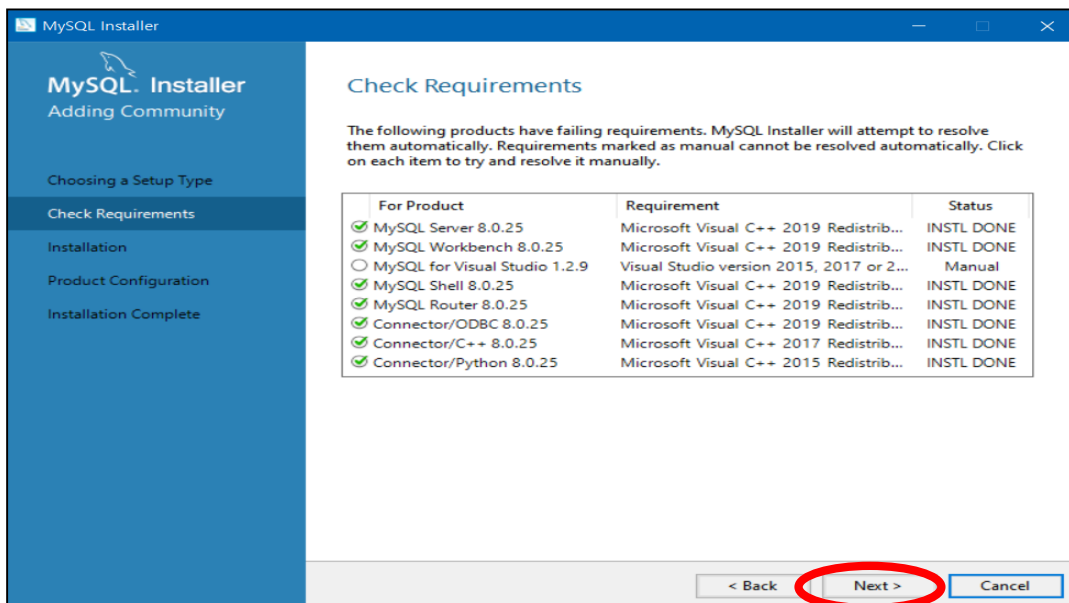 MySQL Installer
MySQL. Installer
Adding Community
Choosing a Setup Type
Check Requirements
Installation
Product Configuration
Installation Complete
Check Requirements
The following products have failing requirements. MySQL Installer will attempt to resolve
them automatically. Requirements marked as manual cannot be resolved automatically. Click
on each item to try and resolve it manually.
For Product Requirement Status
MySQL Server 8.0.25 Microsoft Visual C++ 2019 Redistrib... INSTL DONE
MySQL Workbench 8.0.25 Microsoft Visual C++ 2019 Redistrib... INSTL DONE
MySQL for Visual Studio 1.2.9 Visual Studio version 2015, 2017 or 2... Manual
MySQL Shell 8.0.25 Microsoft Visual C++ 2019 Redistrib... INSTL DONE
MySQL Router 8.0.25 Microsoft Visual C++ 2019 Redistrib... INSTL DONE
Connector/ODBC 8.0.25 Microsoft Visual C++ 2019 Redistrib... INSTL DONE
Connector/C++ 8.0.25 Microsoft Visual C++ 2017 Redistrib... INSTL DONE
Connector/Python 8.0.25 Microsoft Visual C++ 2015 Redistrib... INSTL DONE
< Back Next > Cancel